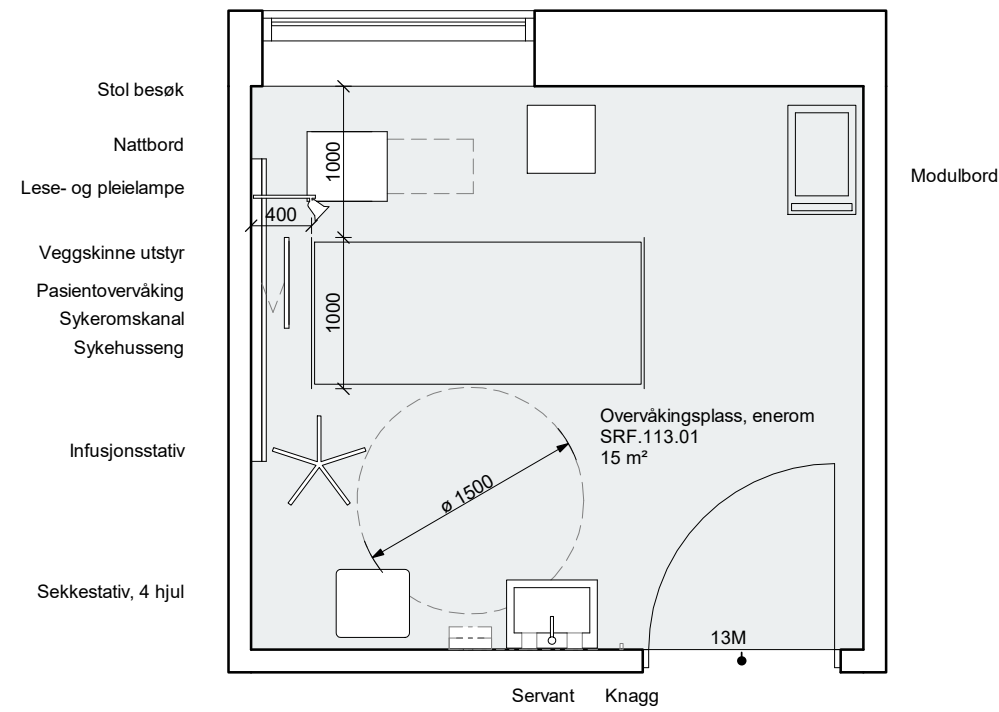 Stol besøk
Nattbord
1000
Modulbord
Lese- og pleielampe
400
Veggskinne utstyr
Pasientovervåking
1000
Sykeromskanal
Sykehusseng
Overvåkingsplass, enerom
SRF.113.01
15 m²
Infusjonsstativ
ø 1500
Sekkestativ, 4 hjul
13M
Servant
Knagg